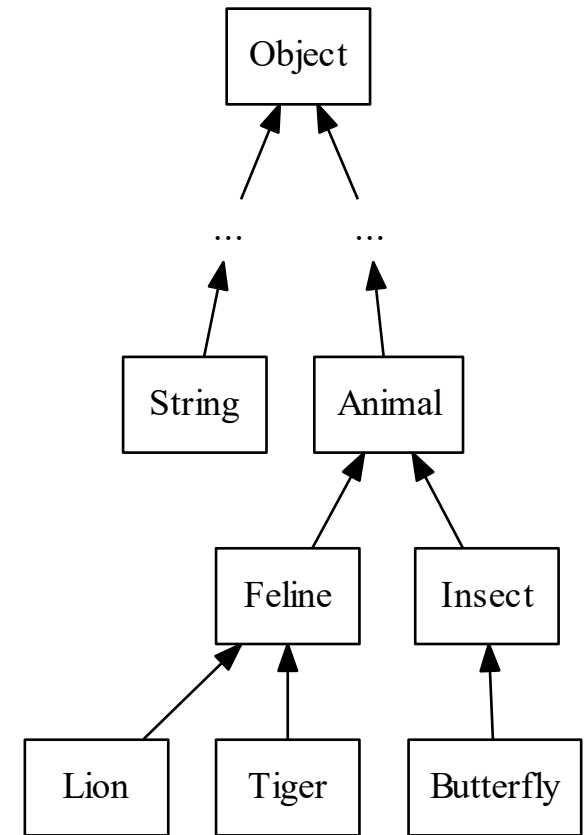 Object
... ...
String Animal
Feline Insect
Lion Tiger Butterfly